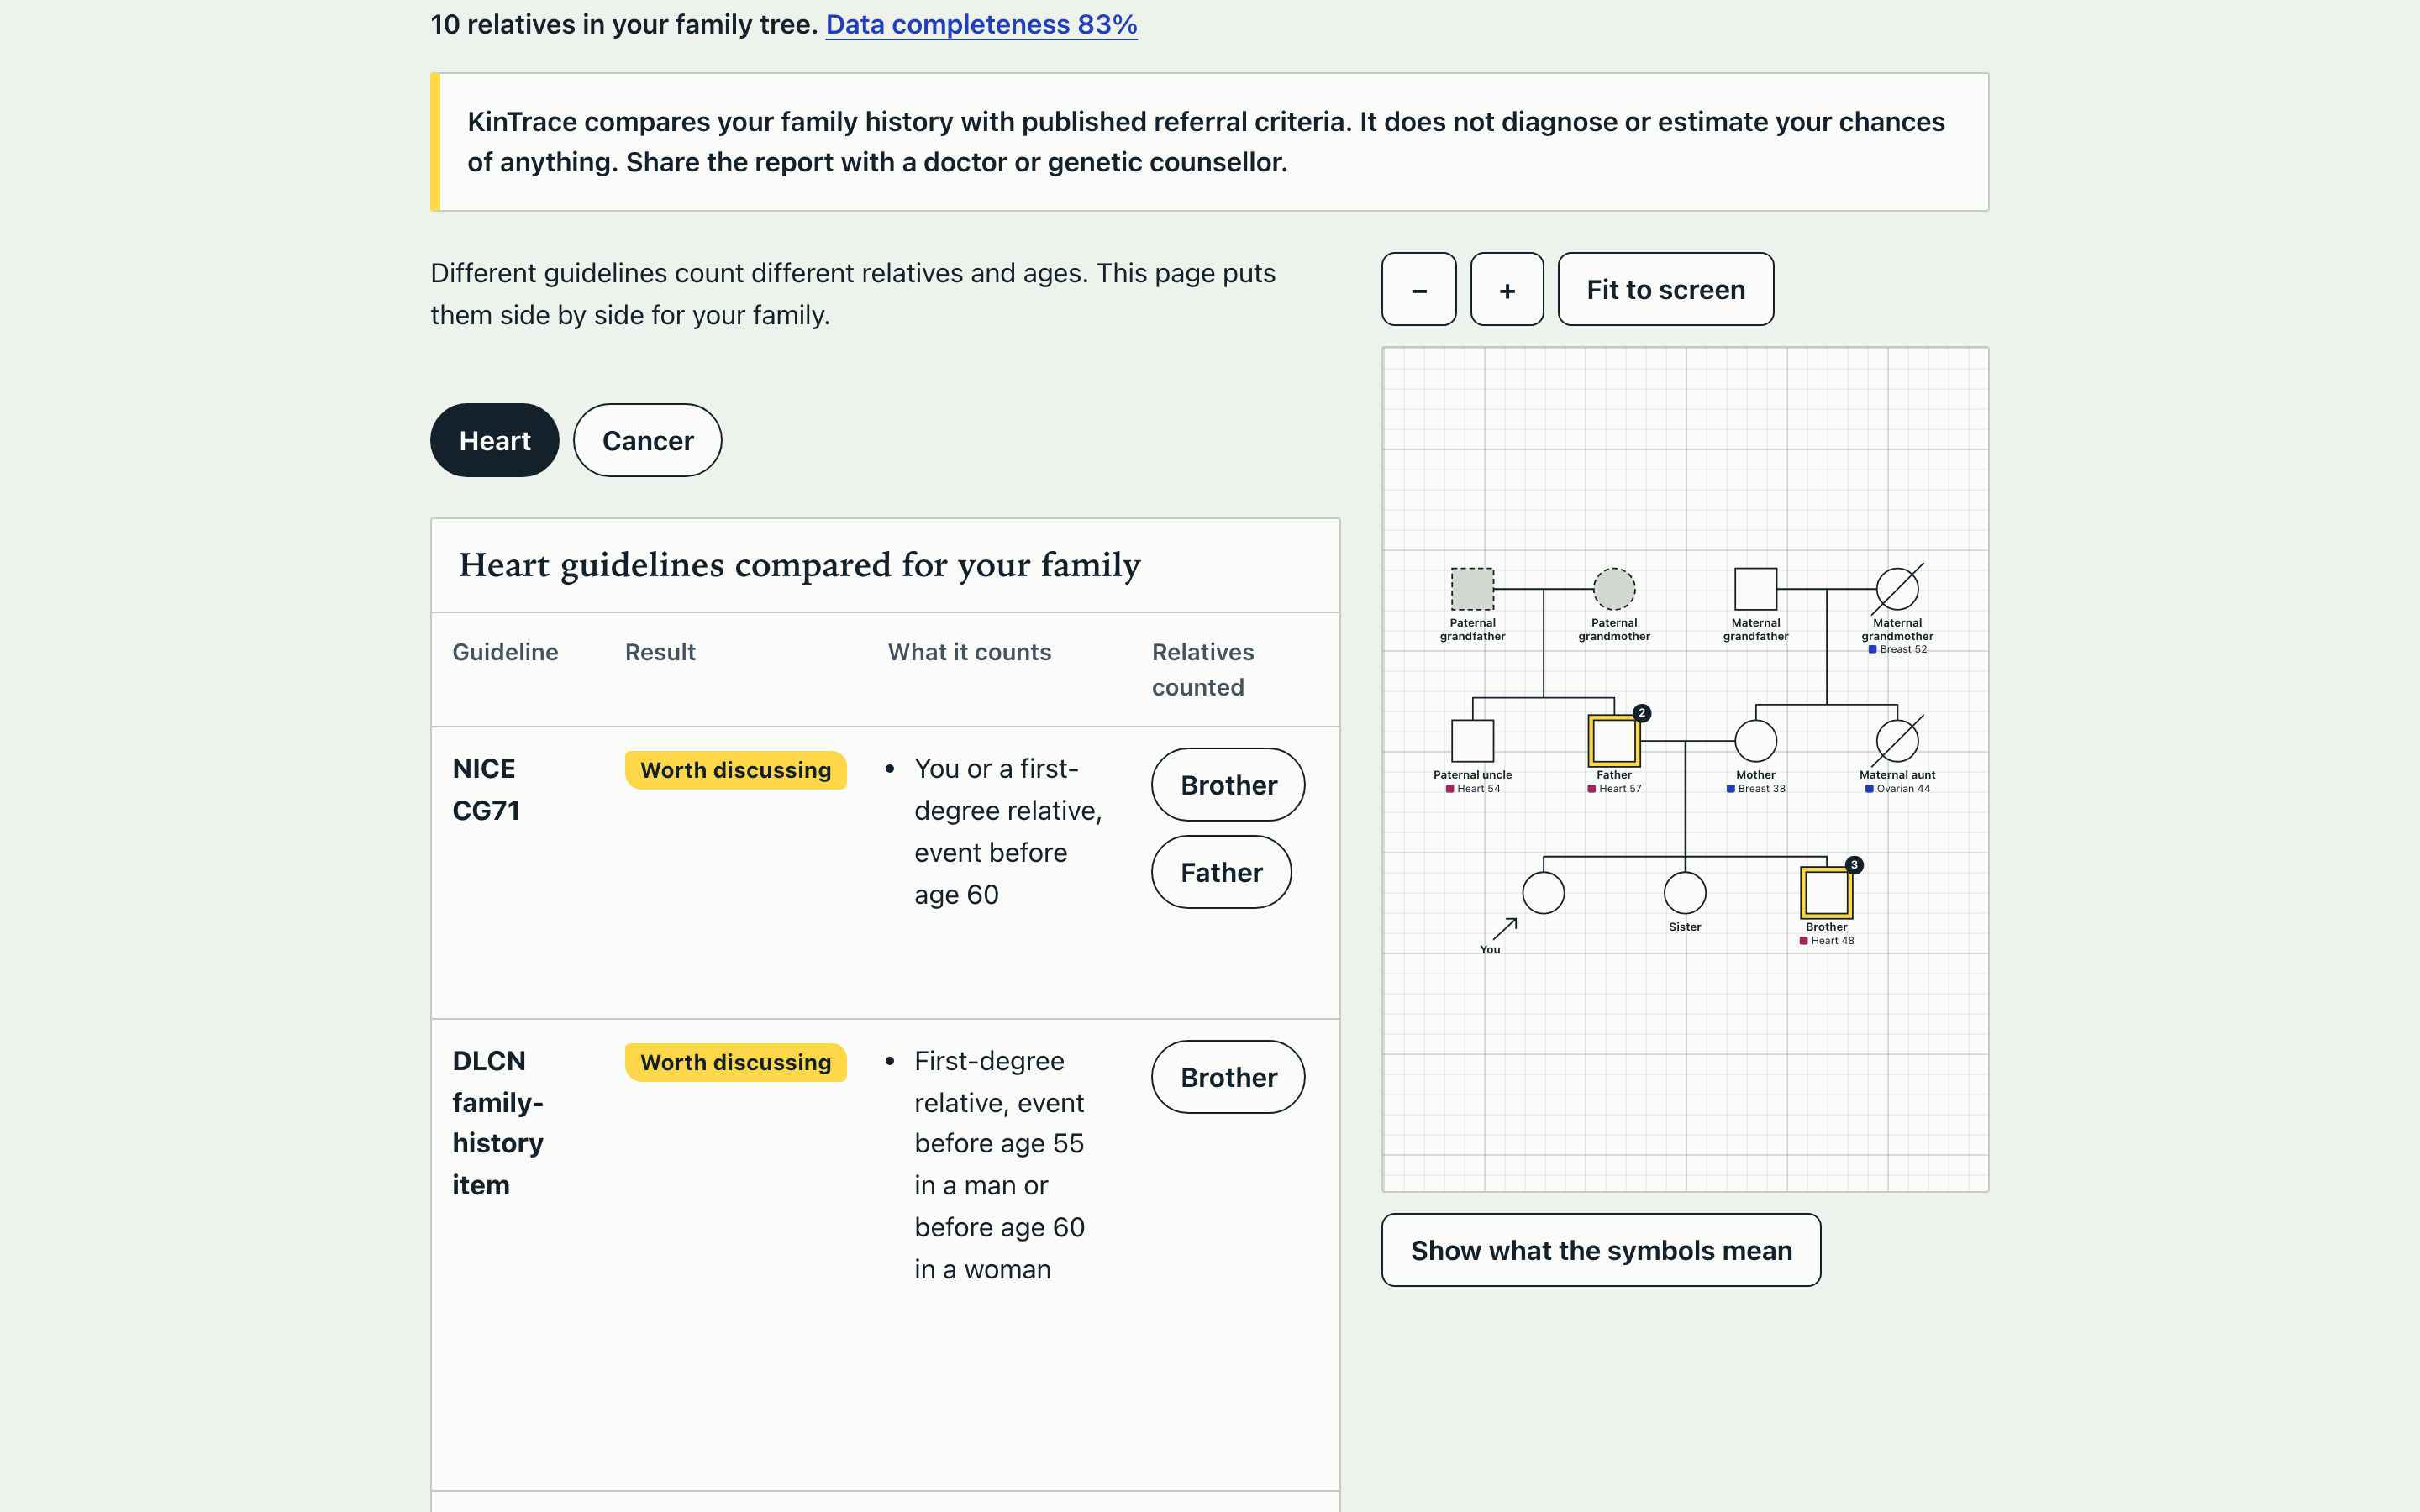 10 relatives in your family tree. Data completeness 83%
KinTrace compares your family history with published referral criteria. It does not diagnose or estimate your chances
of anything. Share the report with a doctor or genetic counsellor.
Different guidelines count different relatives and ages. This page puts
them side by side for your family.
Heart
Cancer
Heart guidelines compared for your family
Guideline
Result
What it counts
Relatives
counted
NICE
CG71
Worth discussing
• You or a first-
degree relative,
event before
age 60
Brother
Father
DLCN
family-
history
item
Worth discussing
• First-degree
relative, event
before age 55
in a man or
before age 60
in a woman
Brother
−
+
Fit to screen
Paternal
grandfather
Paternal
grandmother
Maternal
grandfather
Maternal
grandmother
Breast 52
Paternal uncle
Heart 54
2
Father
Heart 57
Mother
Breast 38
Maternal aunt
Ovarian 44
You
Sister
3
Brother
Heart 48
Show what the symbols mean